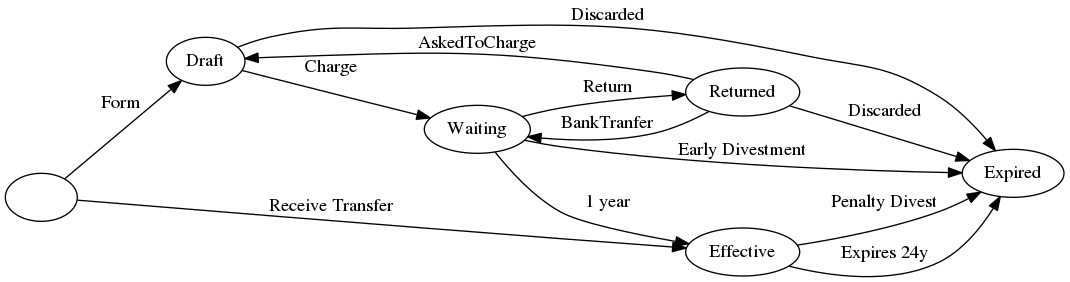 Discarded
AskedToCharge
Draft
Charge
Form
Return
Returned
Discarded
BankTranfer
Waiting
Early Divestment
Expired
Receive Transfer
1 year
Penalty Divest
Effective
Expires 24y